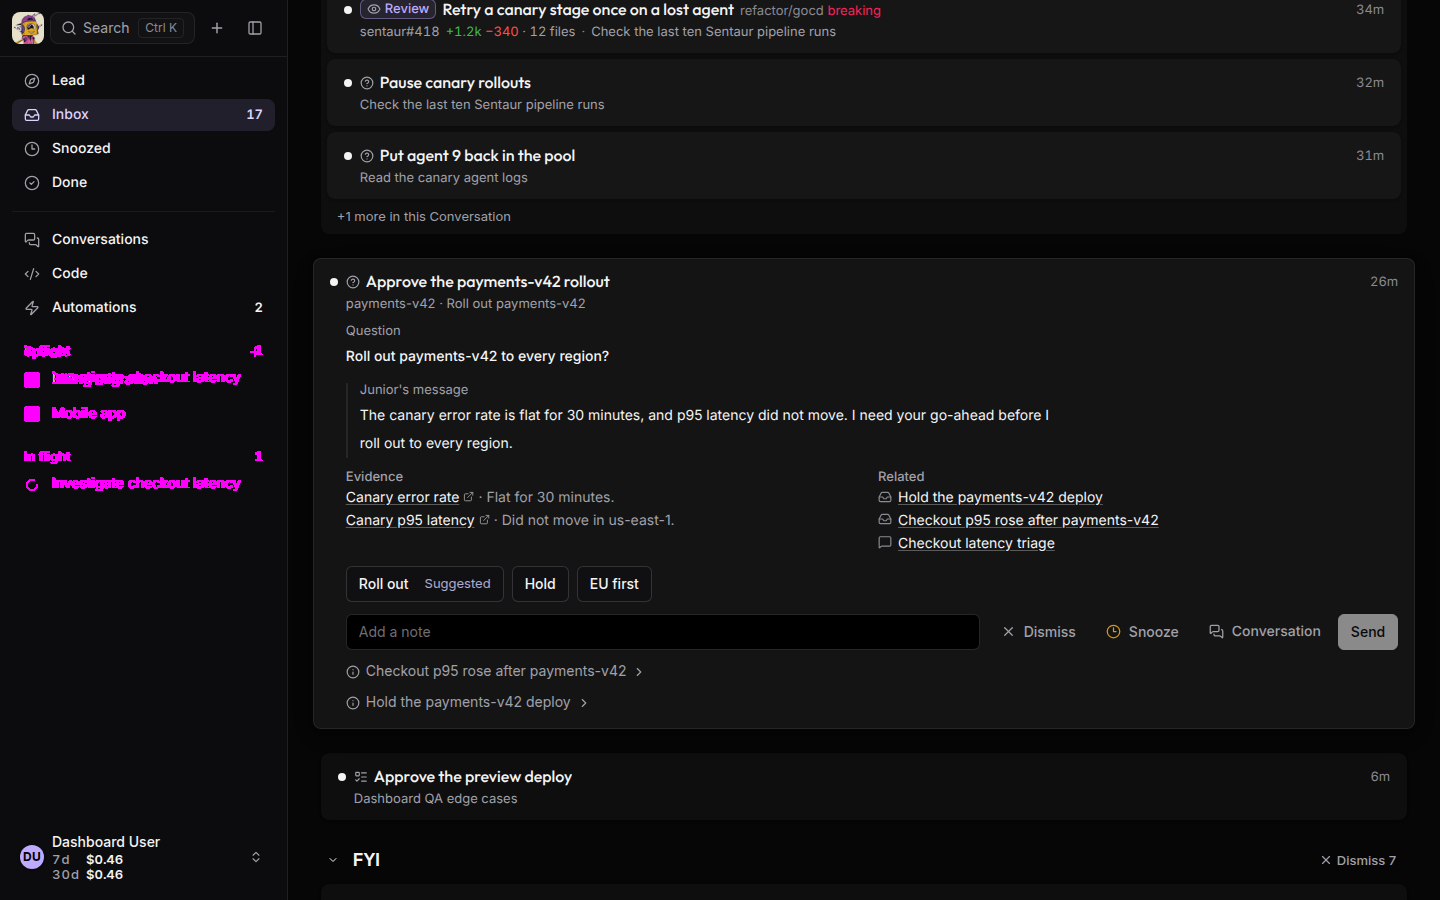 Search Ctrl K
Lead
Inbox 17
Snoozed
Done
Conversations
Code
Automations 2
checkout latency
Mobile app
In flight 1
Investigate checkout latency
DU Dashboard User
7d $0.46
30d $0.46
Review Retry a canary stage once on a lost agent refactor/gocd breaking 34m
sentaur#418 +1.2k −340 · 12 files · Check the last ten Sentaur pipeline runs
Pause canary rollouts 32m
Check the last ten Sentaur pipeline runs
Put agent 9 back in the pool 31m
Read the canary agent logs
+1 more in this Conversation
Approve the payments-v42 rollout 26m
payments-v42 · Roll out payments-v42
Question
Roll out payments-v42 to every region?
Junior's message
The canary error rate is flat for 30 minutes, and p95 latency did not move. I need your go-ahead before I
roll out to every region.
Evidence
Canary error rate · Flat for 30 minutes.
Canary p95 latency · Did not move in us-east-1.
Related
Hold the payments-v42 deploy
Checkout p95 rose after payments-v42
Checkout latency triage
Roll out Suggested Hold EU first
Add a note Dismiss Snooze Conversation Send
Checkout p95 rose after payments-v42
Hold the payments-v42 deploy
Approve the preview deploy 6m
Dashboard QA edge cases
FYI Dismiss 7